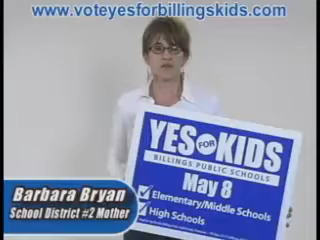 www.voteyesforbillingskids.com
YES FOR KIDS
BILLINGS PUBLIC SCHOOLS
May 8
Elementary/Middle Schools
High Schools
Barbara Bryan
School District #2 Mother